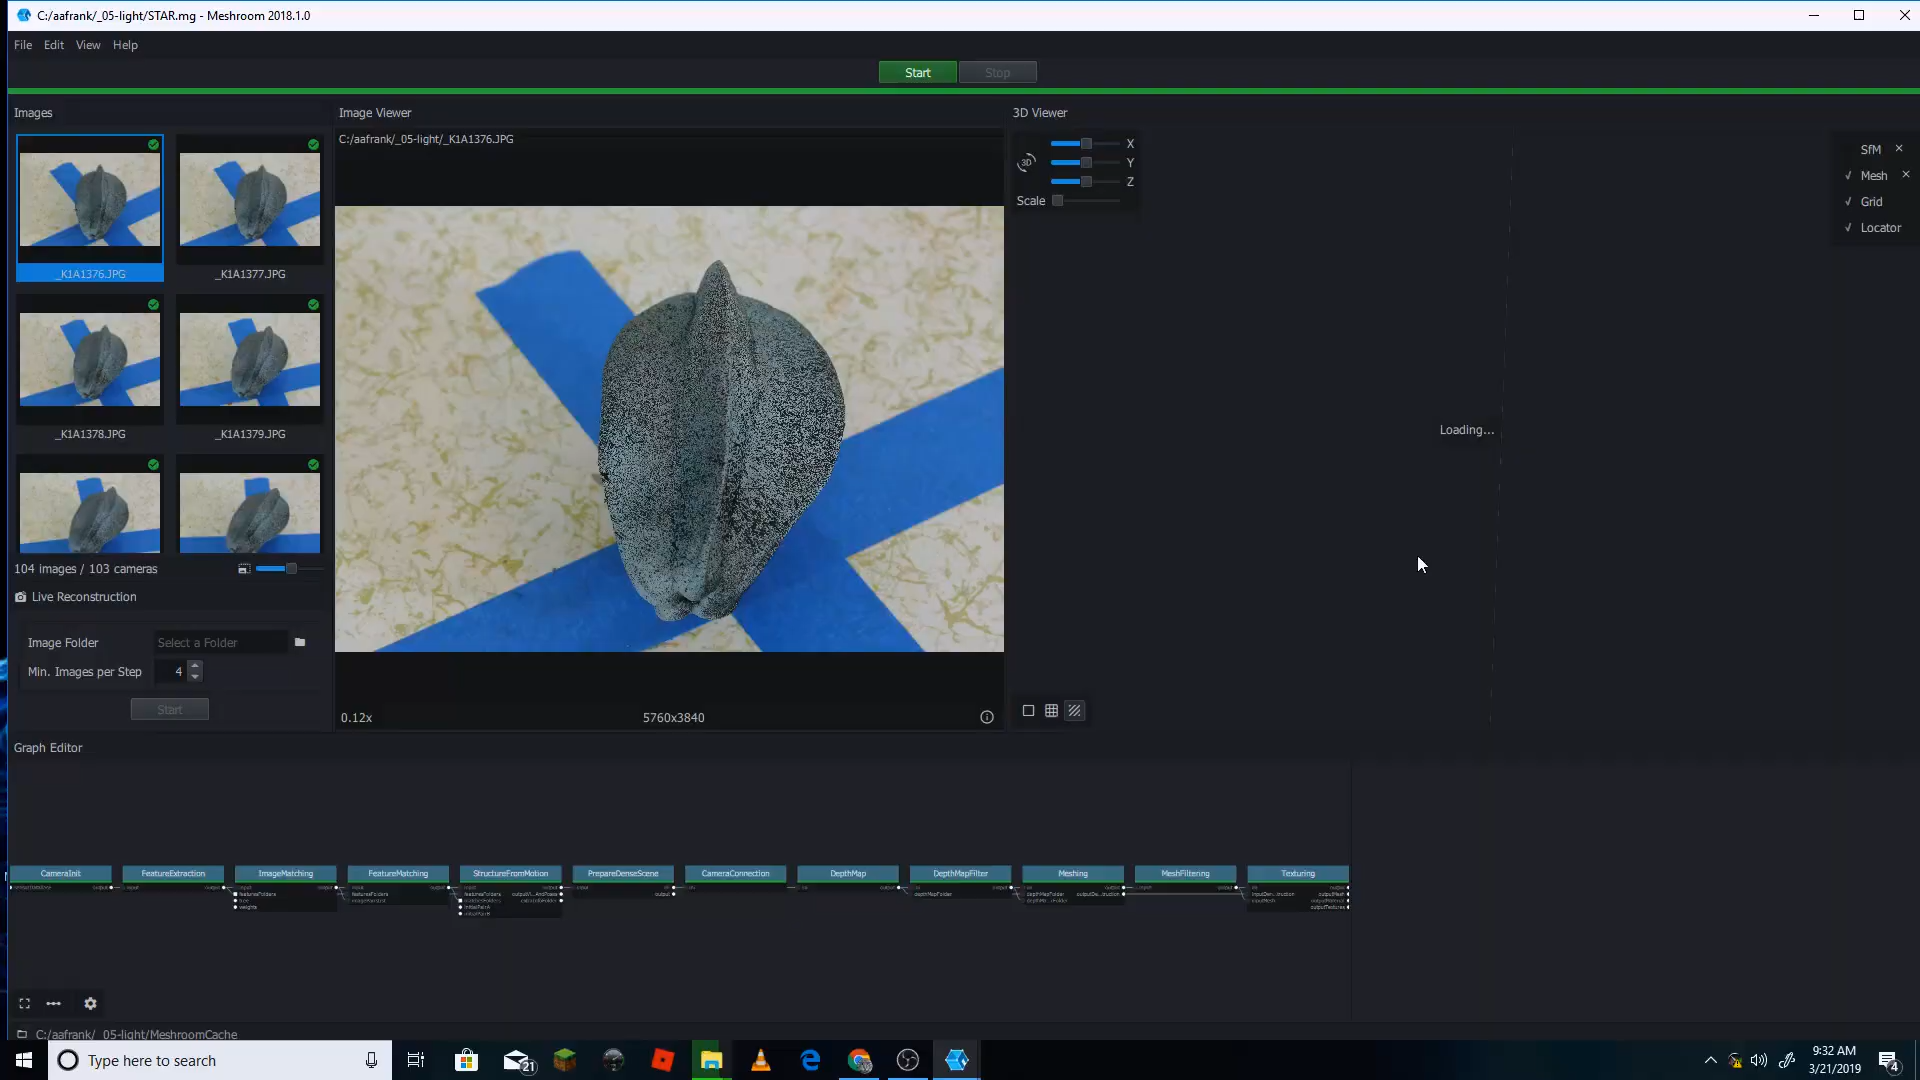 C:/aafrank/_05-light/STAR.mg - Meshroom 2018.1.0
File Edit View Help
Start Stop
Images
Image Viewer
3D Viewer
C:/aafrank/_05-light/_K1A1376.JPG
X
Y
Z
3D
Scale
SfM
Mesh
Grid
Locator
_K1A1376.JPG
_K1A1377.JPG
_K1A1378.JPG
_K1A1379.JPG
Loading...
104 images / 103 cameras
Live Reconstruction
Image Folder Select a Folder
Min. Images per Step 4
Start
0.12x
5760x3840
Graph Editor
CameraInit FeatureExtraction ImageMatching FeatureMatching StructureFromMotion PrepareDenseScene CameraConnection DepthMap DepthMapFilter Meshing MeshFiltering Texturing
C:/aafrank/_05-light/MeshroomCache
Type here to search
21
9:32 AM
3/21/2019
4